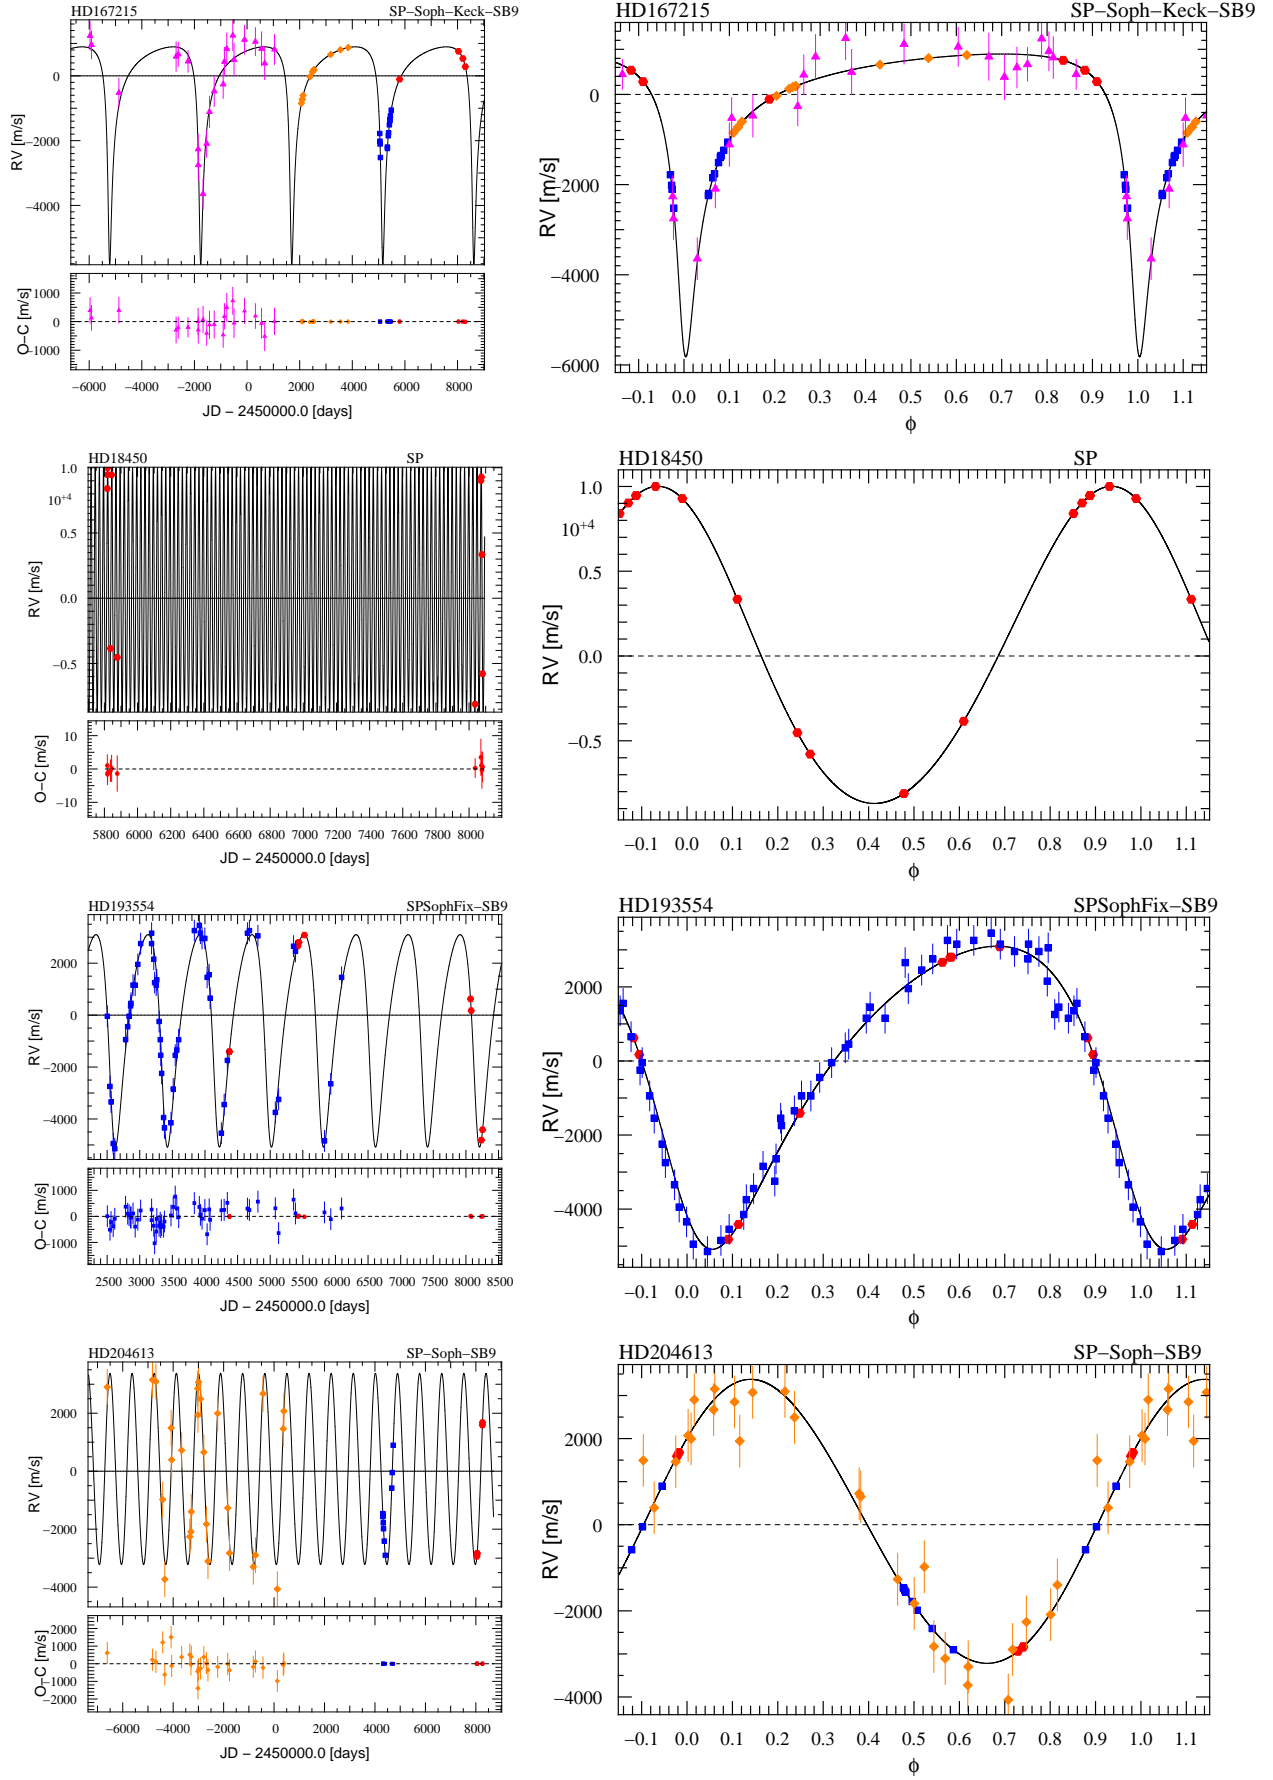 HD167215 SP−Soph−Keck−SB9
0
−2000
−4000
RV [m/s]
1000
0
−1000
O−C [m/s]
−6000 −4000 −2000 0 2000 4000 6000 8000
JD − 2450000.0 [days]
HD167215 SP−Soph−Keck−SB9
0
−2000
−4000
−6000
RV [m/s]
−0.1 0.0 0.1 0.2 0.3 0.4 0.5 0.6 0.7 0.8 0.9 1.0 1.1
ϕ
HD18450 SP
1.0
10+4
0.5
0.0
−0.5
RV [m/s]
10
0
−10
O−C [m/s]
5800 6000 6200 6400 6600 6800 7000 7200 7400 7600 7800 8000
JD − 2450000.0 [days]
HD18450 SP
1.0
10+4
0.5
0.0
−0.5
RV [m/s]
−0.1 0.0 0.1 0.2 0.3 0.4 0.5 0.6 0.7 0.8 0.9 1.0 1.1
ϕ
HD193554 SPSophFix−SB9
2000
0
−2000
−4000
RV [m/s]
1000
0
−1000
O−C [m/s]
2500 3000 3500 4000 4500 5000 5500 6000 6500 7000 7500 8000 8500
JD − 2450000.0 [days]
HD193554 SPSophFix−SB9
2000
0
−2000
−4000
RV [m/s]
−0.1 0.0 0.1 0.2 0.3 0.4 0.5 0.6 0.7 0.8 0.9 1.0 1.1
ϕ
HD204613 SP−Soph−SB9
2000
0
−2000
−4000
RV [m/s]
2000
1000
0
−1000
−2000
O−C [m/s]
−6000 −4000 −2000 0 2000 4000 6000 8000
JD − 2450000.0 [days]
HD204613 SP−Soph−SB9
2000
0
−2000
−4000
RV [m/s]
−0.1 0.0 0.1 0.2 0.3 0.4 0.5 0.6 0.7 0.8 0.9 1.0 1.1
ϕ